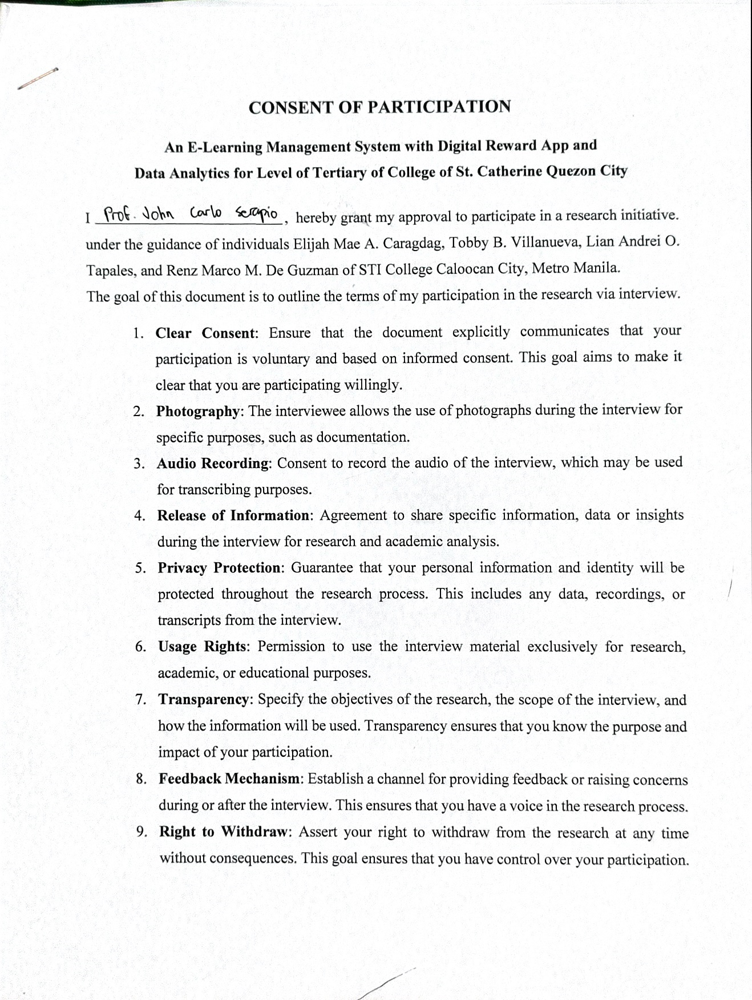 CONSENT OF PARTICIPATION
An E-Learning Management System with Digital Reward App and
Data Analytics for Level of Tertiary of College of St. Catherine Quezon City
I Prof. John Carlo Serapio, hereby grant my approval to participate in a research initiative.
under the guidance of individuals Elijah Mae A. Caragdag, Tobby B. Villanueva, Lian Andrei O.
Tapales, and Renz Marco M. De Guzman of STI College Caloocan City, Metro Manila.
The goal of this document is to outline the terms of my participation in the research via interview.
1. Clear Consent: Ensure that the document explicitly communicates that your
participation is voluntary and based on informed consent. This goal aims to make it
clear that you are participating willingly.
2. Photography: The interviewee allows the use of photographs during the interview for
specific purposes, such as documentation.
3. Audio Recording: Consent to record the audio of the interview, which may be used
for transcribing purposes.
4. Release of Information: Agreement to share specific information, data or insights
during the interview for research and academic analysis.
5. Privacy Protection: Guarantee that your personal information and identity will be
protected throughout the research process. This includes any data, recordings, or
transcripts from the interview.
6. Usage Rights: Permission to use the interview material exclusively for research,
academic, or educational purposes.
7. Transparency: Specify the objectives of the research, the scope of the interview, and
how the information will be used. Transparency ensures that you know the purpose and
impact of your participation.
8. Feedback Mechanism: Establish a channel for providing feedback or raising concerns
during or after the interview. This ensures that you have a voice in the research process.
9. Right to Withdraw: Assert your right to withdraw from the research at any time
without consequences. This goal ensures that you have control over your participation.